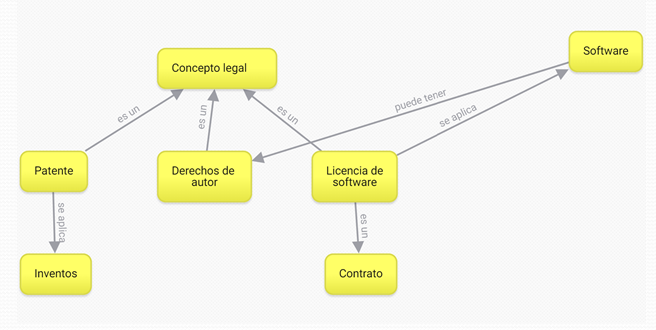 Software
Concepto legal
puede tener
es un
es un
es un
se aplica
Patente
Derechos de
autor
Licencia de
software
se aplica
es un
Inventos
Contrato